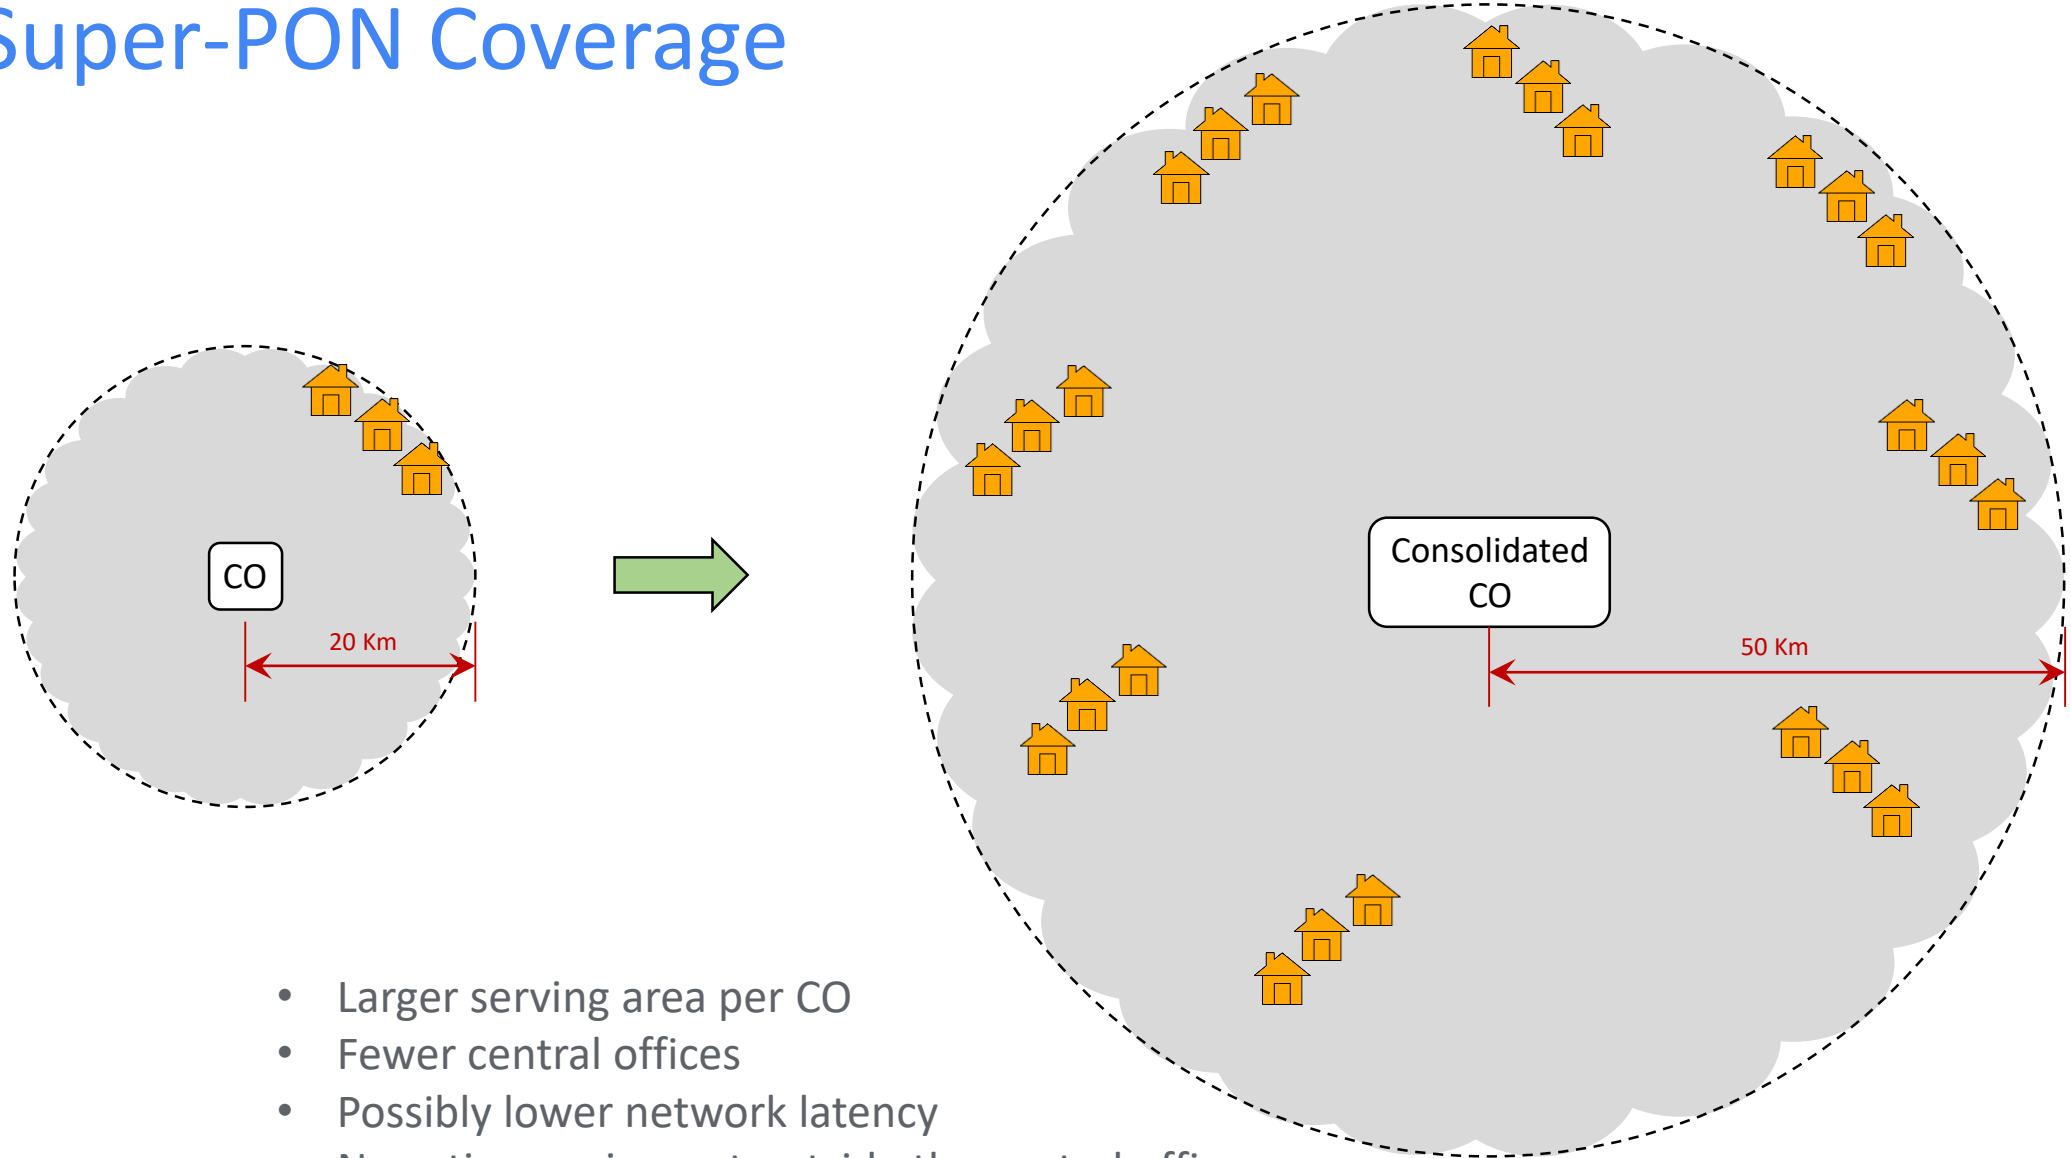 Super-PON Coverage
CO
20 Km
Consolidated
CO
50 Km
• Larger serving area per CO
• Fewer central offices
• Possibly lower network latency